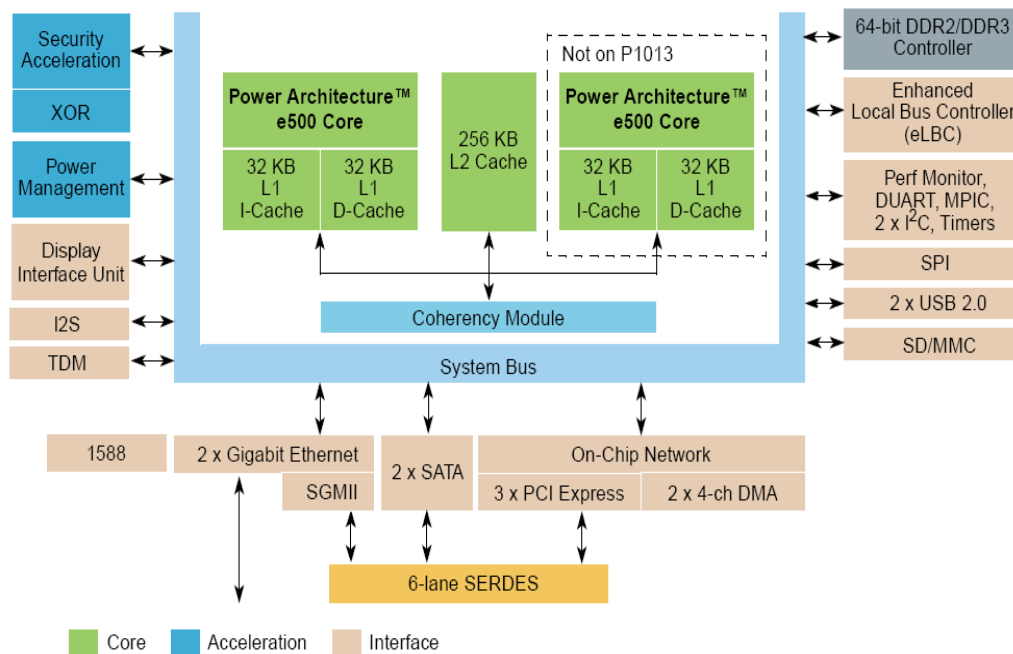 Security
Acceleration
XOR
Power
Management
Display
Interface Unit
I2S
TDM
Power Architecture™
e500 Core
32 KB
L1
I-Cache
32 KB
L1
D-Cache
256 KB
L2 Cache
Not on P1013
Power Architecture™
e500 Core
32 KB
L1
I-Cache
32 KB
L1
D-Cache
Coherency Module
System Bus
64-bit DDR2/DDR3
Controller
Enhanced
Local Bus Controller
(eLBC)
Perf Monitor,
DUART, MPIC,
2 x I²C, Timers
SPI
2 x USB 2.0
SD/MMC
1588
2 x Gigabit Ethernet
SGMII
2 x SATA
On-Chip Network
3 x PCI Express
2 x 4-ch DMA
6-lane SERDES
Core
Acceleration
Interface